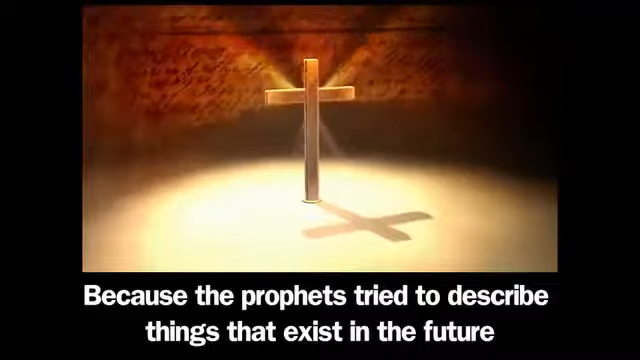 Because the prophets tried to describe
things that exist in the future